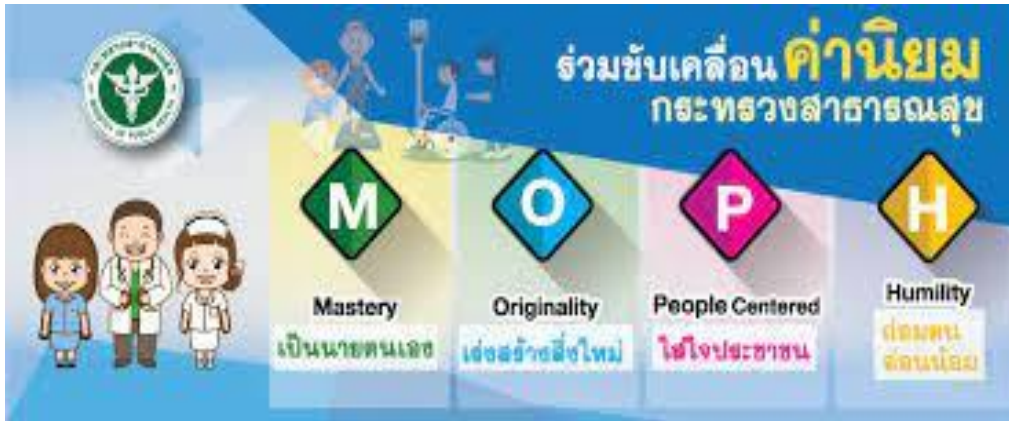 ร่วมขับเคลื่อนค่านิยม
กระทรวงสาธารณสุข
M
O
P
H
Mastery
เป็นนายตนเอง
Originality
เร่งสร้างสิ่งใหม่
People Centered
ใส่ใจประชาชน
Humility
ถ่อมตน
อ่อนน้อม